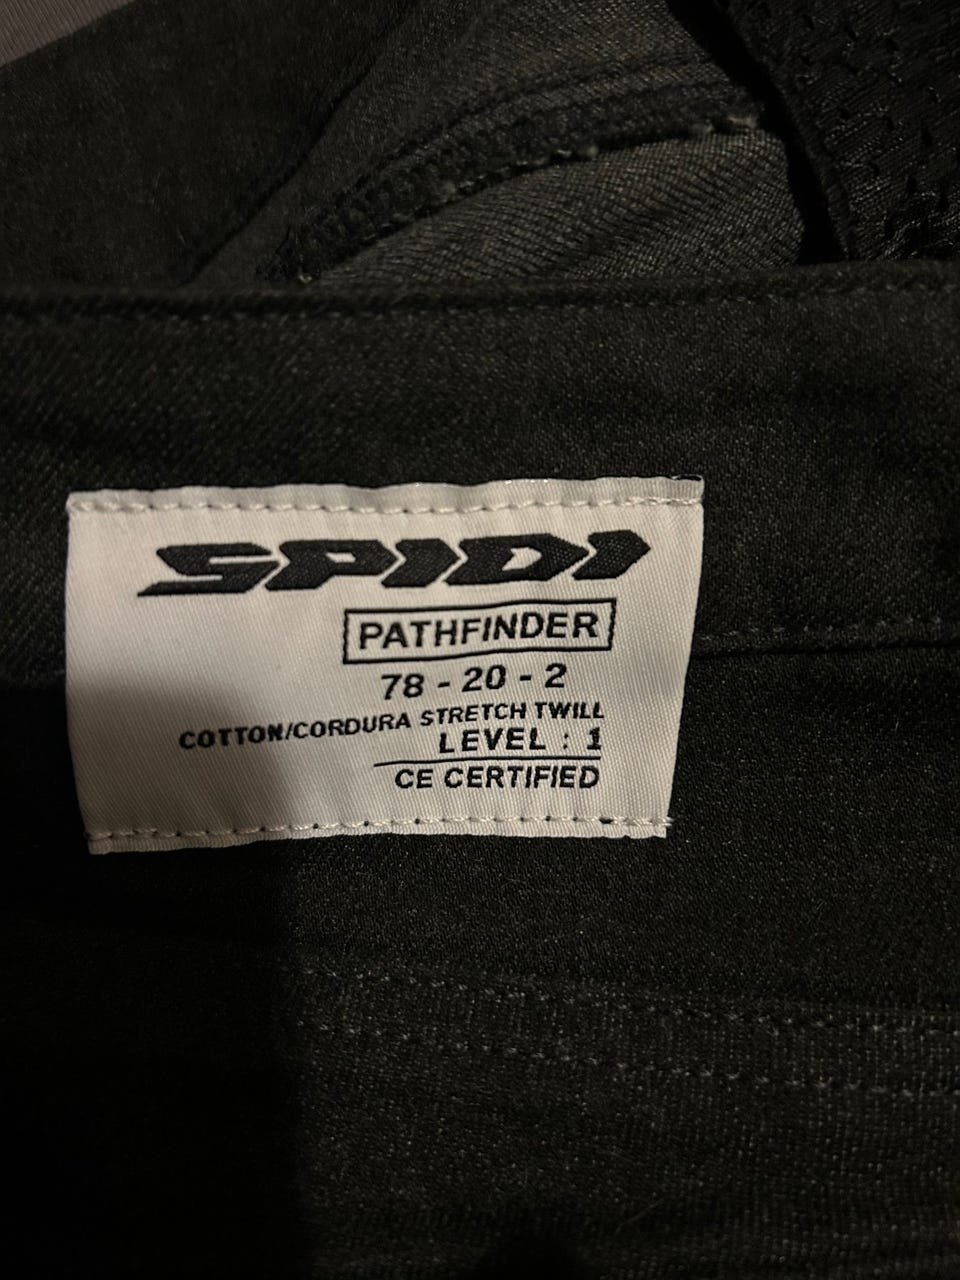 SPIDI
PATHFINDER
78 - 20 - 2
COTTON/CORDURA STRETCH TWILL
LEVEL : 1
CE CERTIFIED